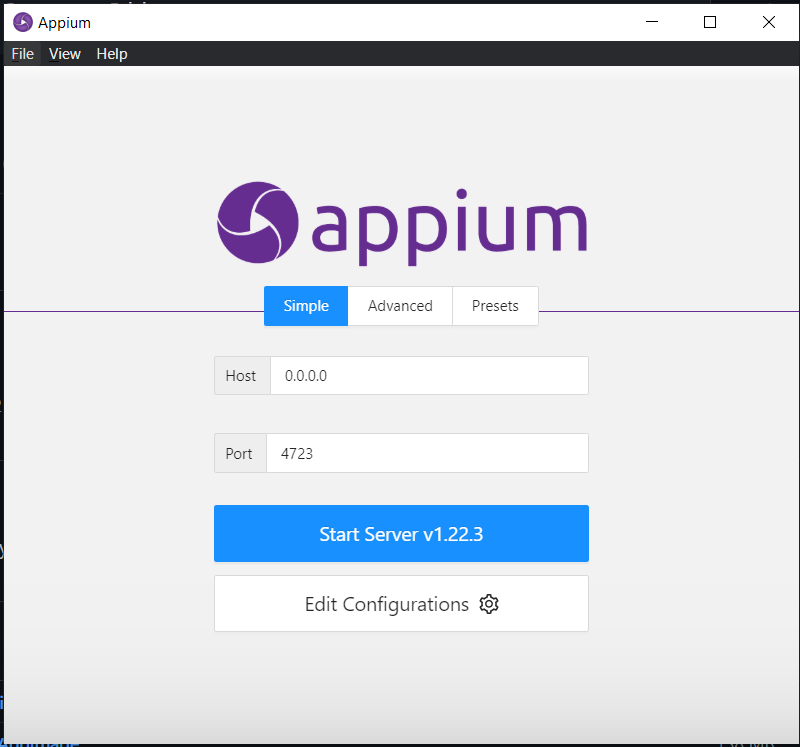 Appium
File View Help
appium
Simple Advanced Presets
Host 0.0.0.0
Port 4723
Start Server v1.22.3
Edit Configurations